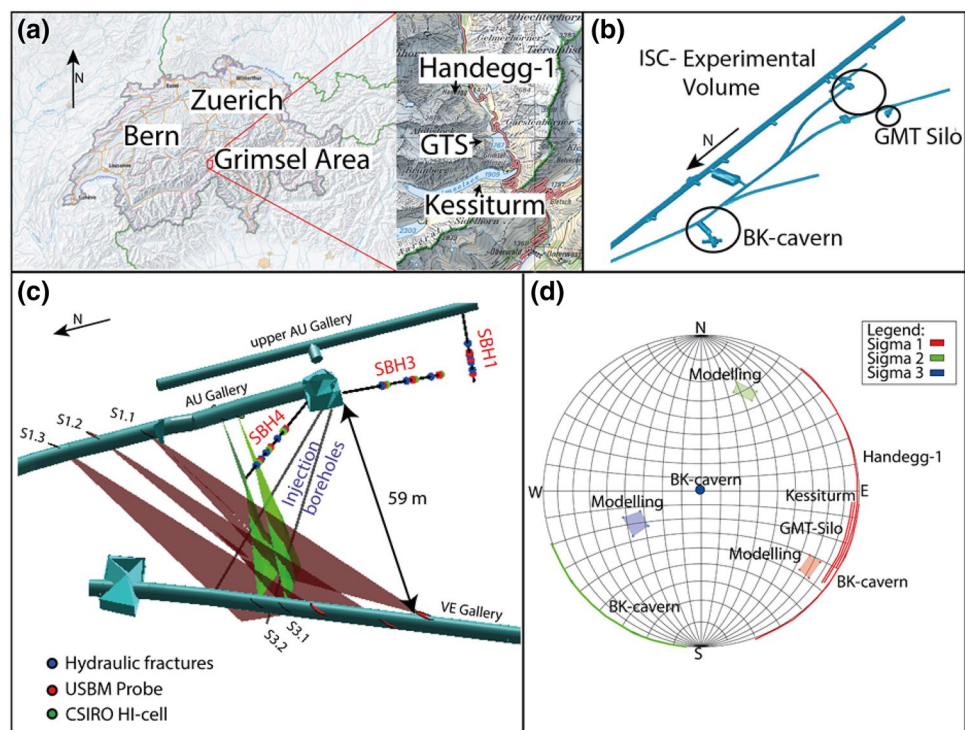 (a)
N
Zuerich
Bern
Grimsel Area
Handegg-1
GTS
Kessiturm
(b)
ISC- Experimental
Volume
N
GMT Silo
BK-cavern
(c)
N
upper AU Gallery
SBH1
SBH3
AU Gallery
SBH4
S1.1
S1.2
S1.3
Injection
boreholes
59 m
VE Gallery
S3.1
S3.2
Hydraulic fractures
USBM Probe
CSIRO HI-cell
(d)
N
Legend:
Sigma 1
Sigma 2
Sigma 3
Modelling
Handegg-1
BK-cavern
W
E
Kessiturm
Modelling
GMT-Silo
Modelling
BK-cavern
BK-cavern
S